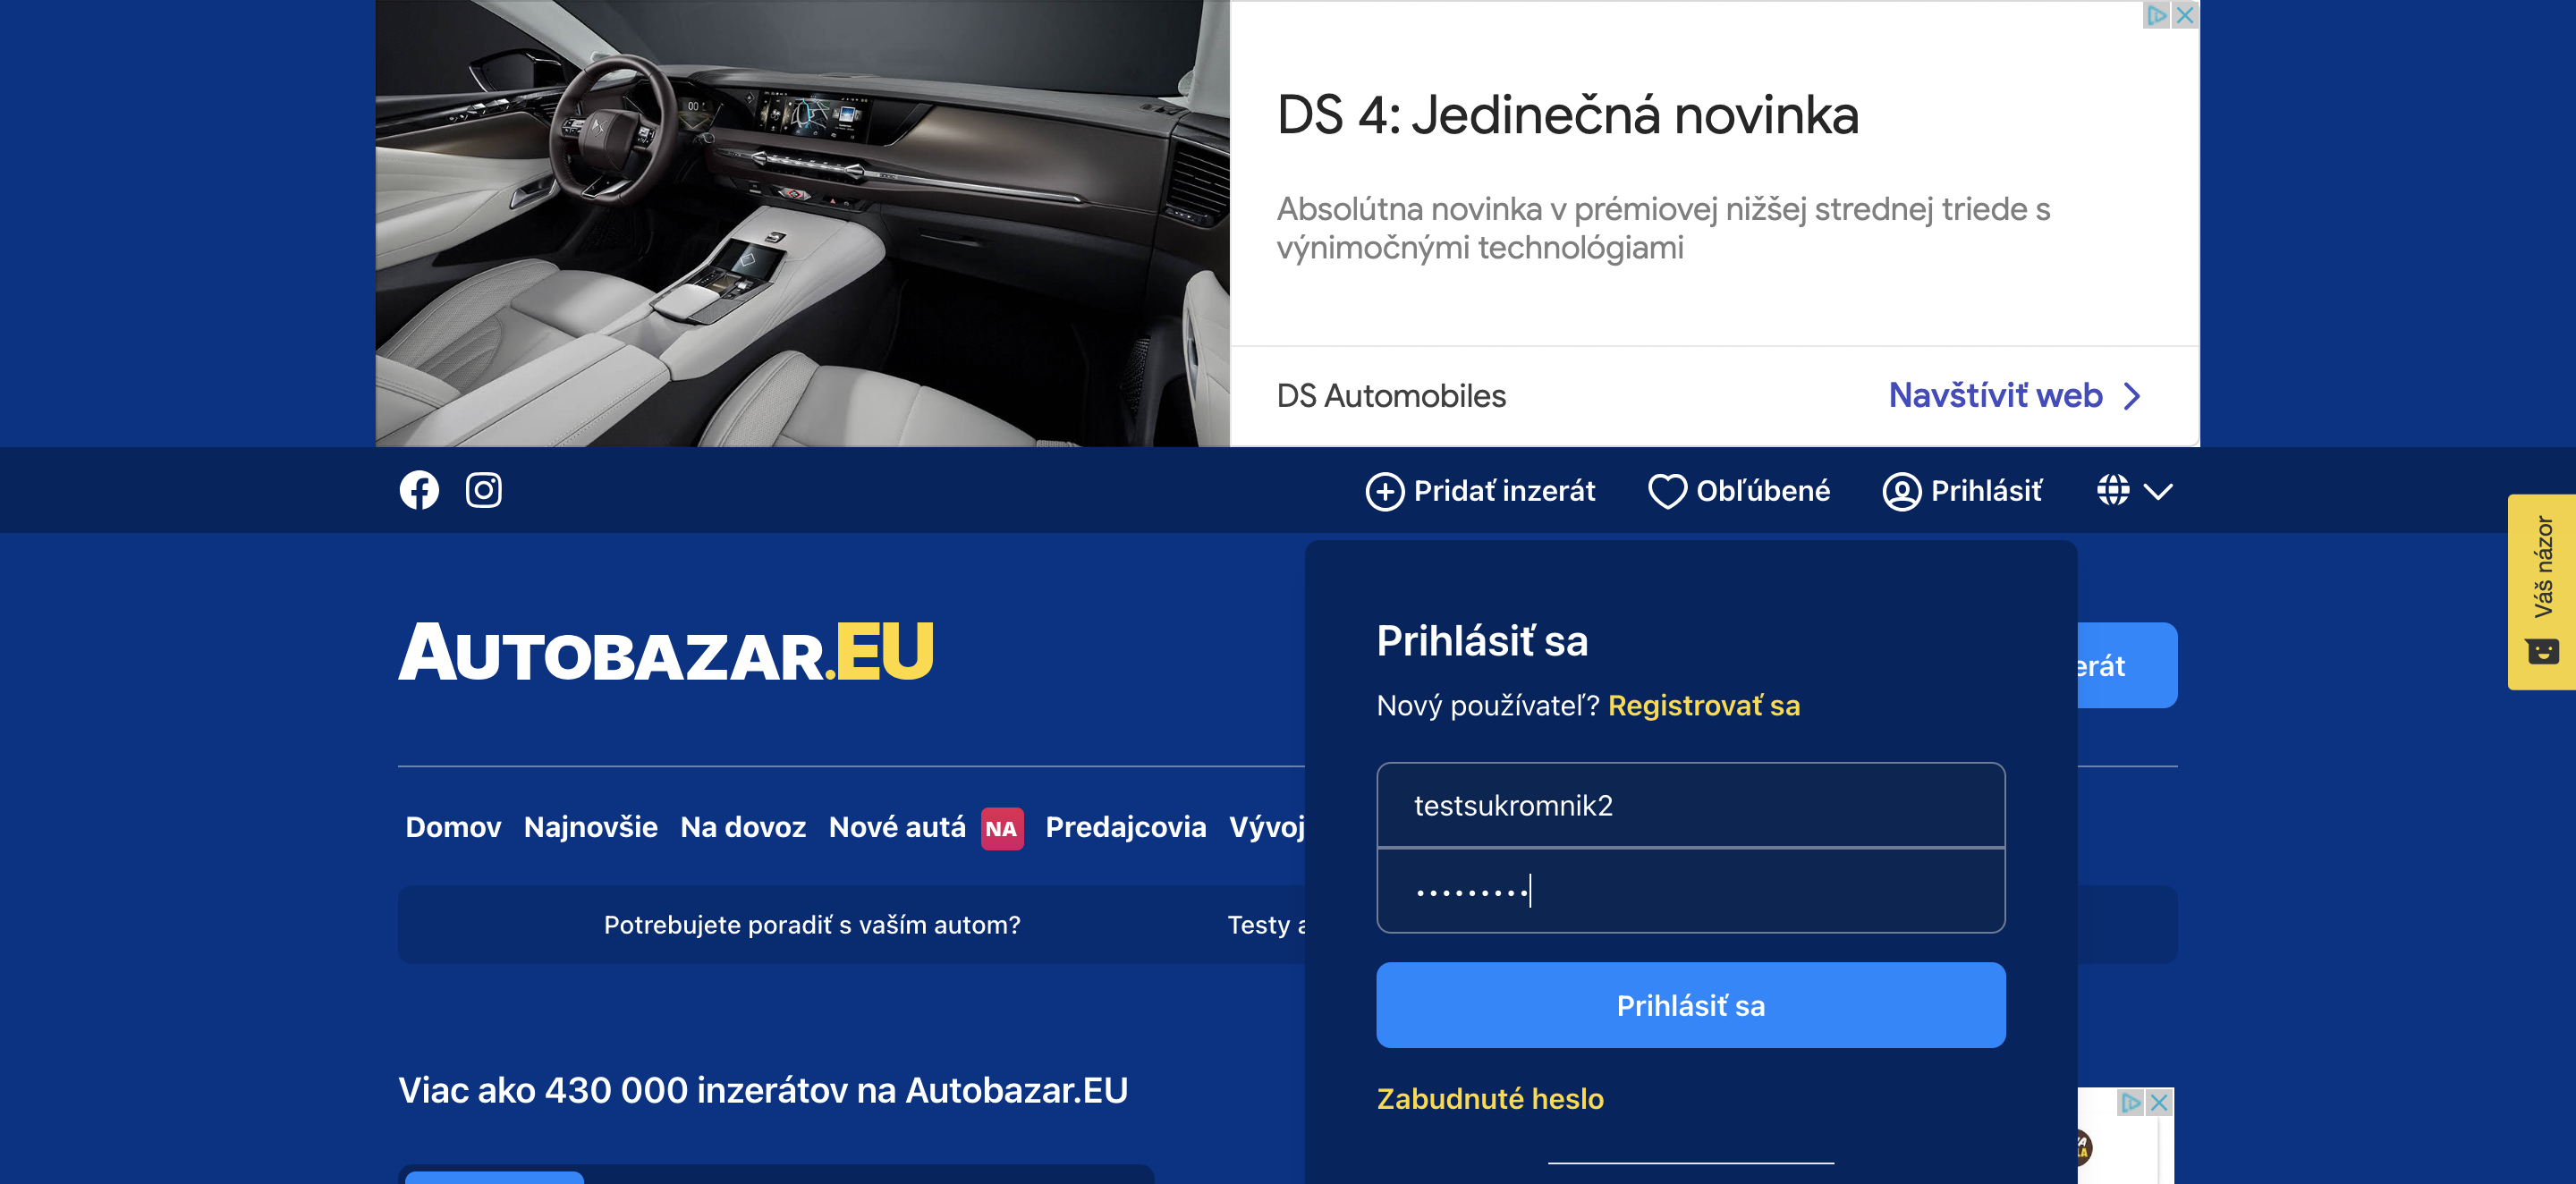 DS 4: Jedinečná novinka
Absolútna novinka v prémiovej nižšej strednej triede s
výnimočnými technológiami
DS Automobiles
Navštíviť web
Pridať inzerát
Obľúbené
Prihlásiť
Váš názor
AUTOBAZAR.EU
erát
Prihlásiť sa
Nový používateľ? Registrovať sa
testsukromnik2
•••••••••
Prihlásiť sa
Zabudnuté heslo
Domov Najnovšie Na dovoz Nové autá NA Predajcovia Vývoj
Potrebujete poradiť s vaším autom?
Testy a
Viac ako 430 000 inzerátov na Autobazar.EU